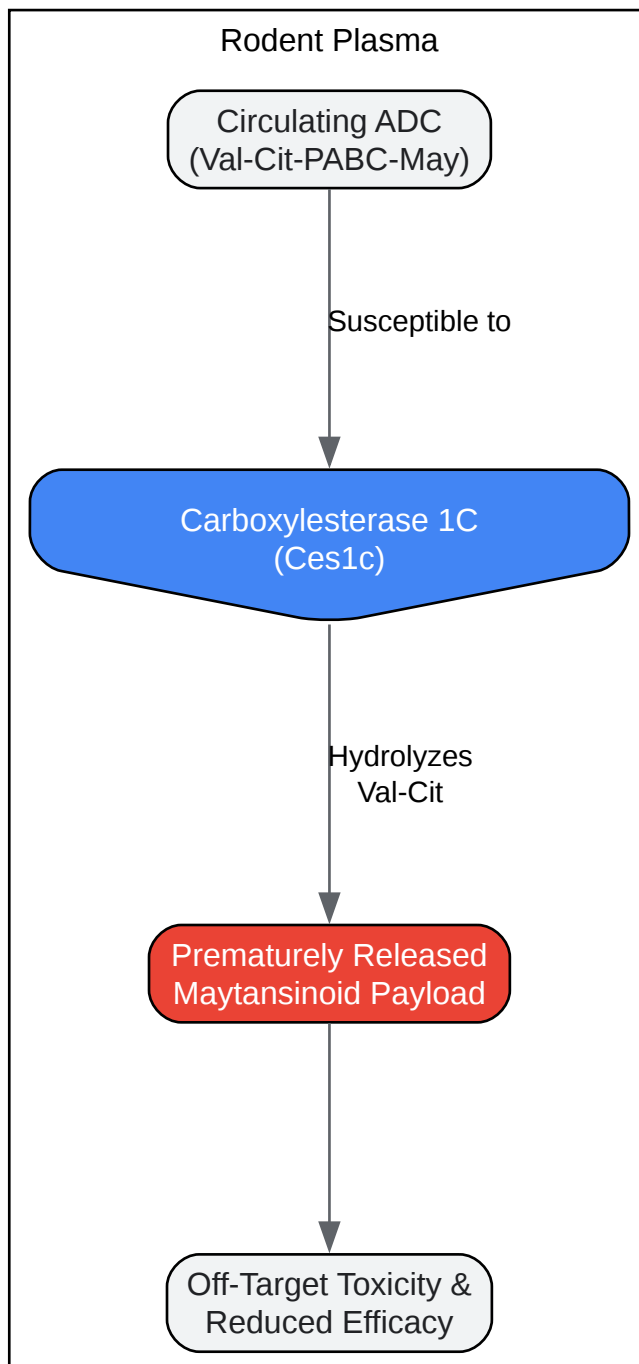 Rodent Plasma
Circulating ADC
(Val-Cit-PABC-May)
Susceptible to
Carboxylesterase 1C
(Ces1c)
Hydrolyzes
Val-Cit
Prematurely Released
Maytansinoid Payload
Off-Target Toxicity &
Reduced Efficacy